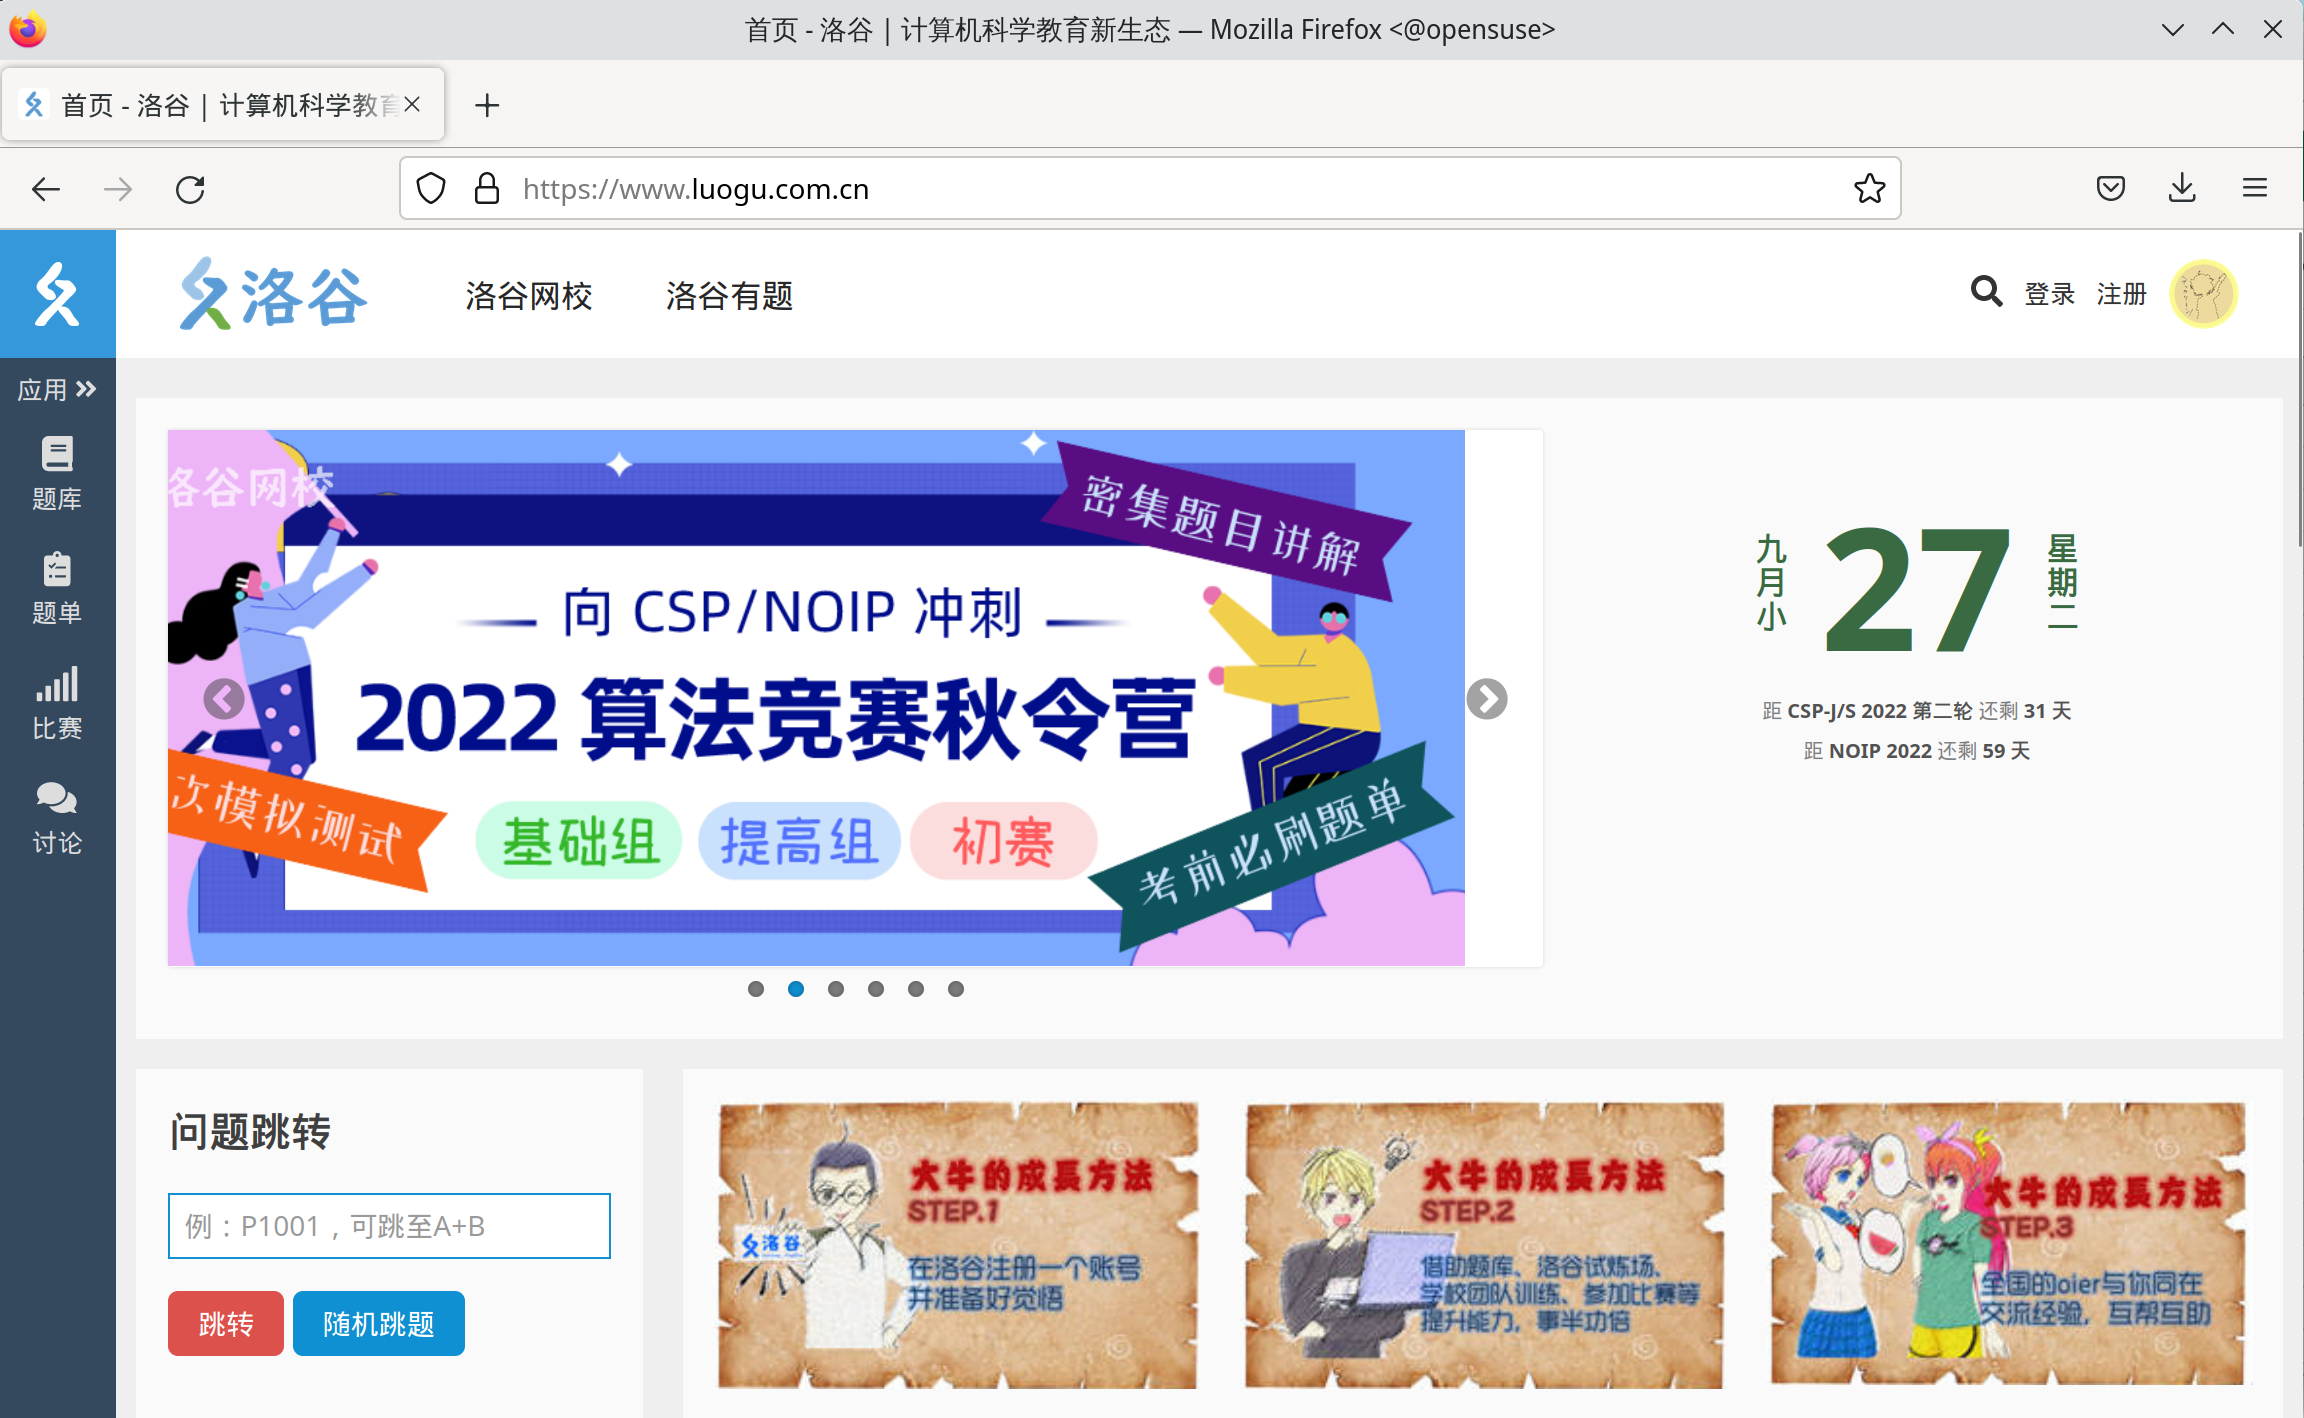 首页 - 洛谷 | 计算机科学教育新生态 — Mozilla Firefox <@opensuse>
首页 - 洛谷 | 计算机科学教育
https://www.luogu.com.cn
洛谷
洛谷网校
洛谷有题
登录
注册
应用
题库
题单
比赛
讨论
洛谷网校
密集题目讲解
向 CSP/NOIP 冲刺
2022 算法竞赛秋令营
次模拟测试
基础组
提高组
初赛
考前必刷题单
九月小
27
星期二
距 CSP-J/S 2022 第二轮 还剩 31 天
距 NOIP 2022 还剩 59 天
问题跳转
例：P1001，可跳至A+B
跳转
随机跳题
洛谷
大牛的成長方法
STEP.1
在洛谷注册一个账号
并准备好觉悟
大牛的成長方法
STEP.2
借助题库、洛谷试炼场、
学校团队训练、参加比赛等
提升能力，事半功倍
大牛的成長方法
STEP.3
全国的oier与你同在
交流经验，互帮互助